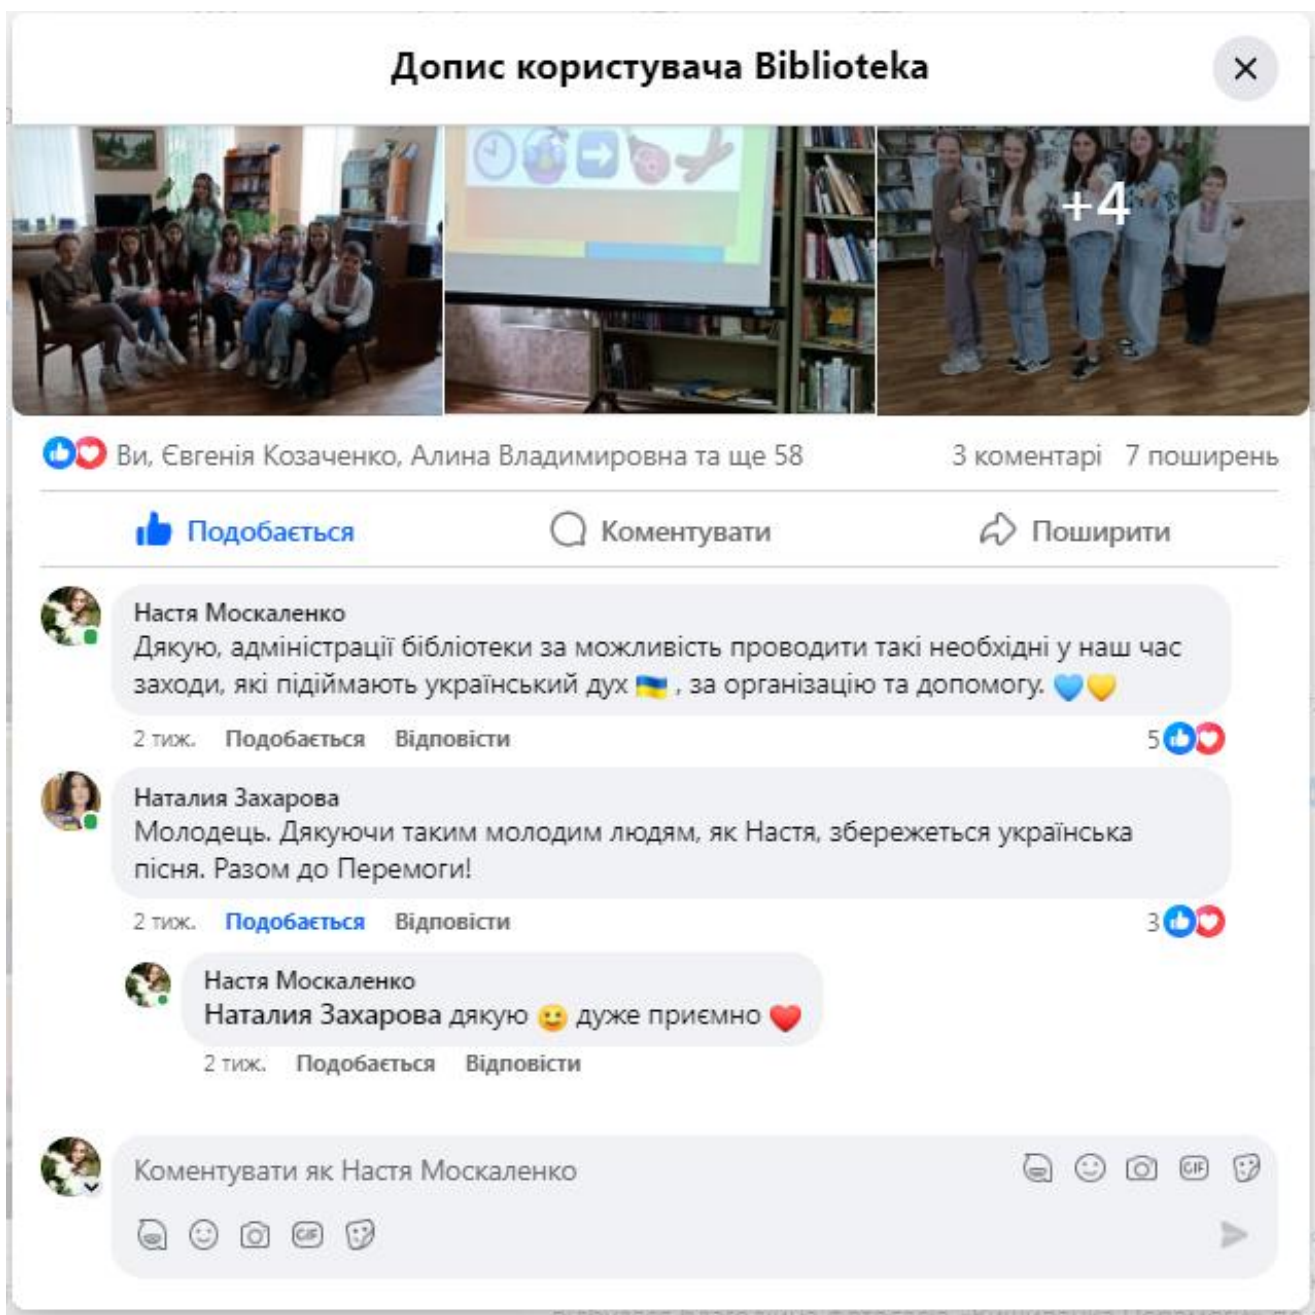 Допис користувача Biblioteka
+4
Ви, Євгенія Козаченко, Алина Владимировна та ще 58
3 коментарі 7 поширень
Подобається Коментувати Поширити
Настя Москаленко
Дякую, адміністрації бібліотеки за можливість проводити такі необхідні у наш час
заходи, які підіймають український дух 🇺🇦 , за організацію та допомогу. 💙💛
2 тиж. Подобається Відповісти 5
Наталия Захарова
Молодець. Дякуючи таким молодим людям, як Настя, збережеться українська
пісня. Разом до Перемоги!
2 тиж. Подобається Відповісти 3
Настя Москаленко
Наталия Захарова дякую 🙂 дуже приємно ❤️
2 тиж. Подобається Відповісти
Коментувати як Настя Москаленко
GIF
GIF